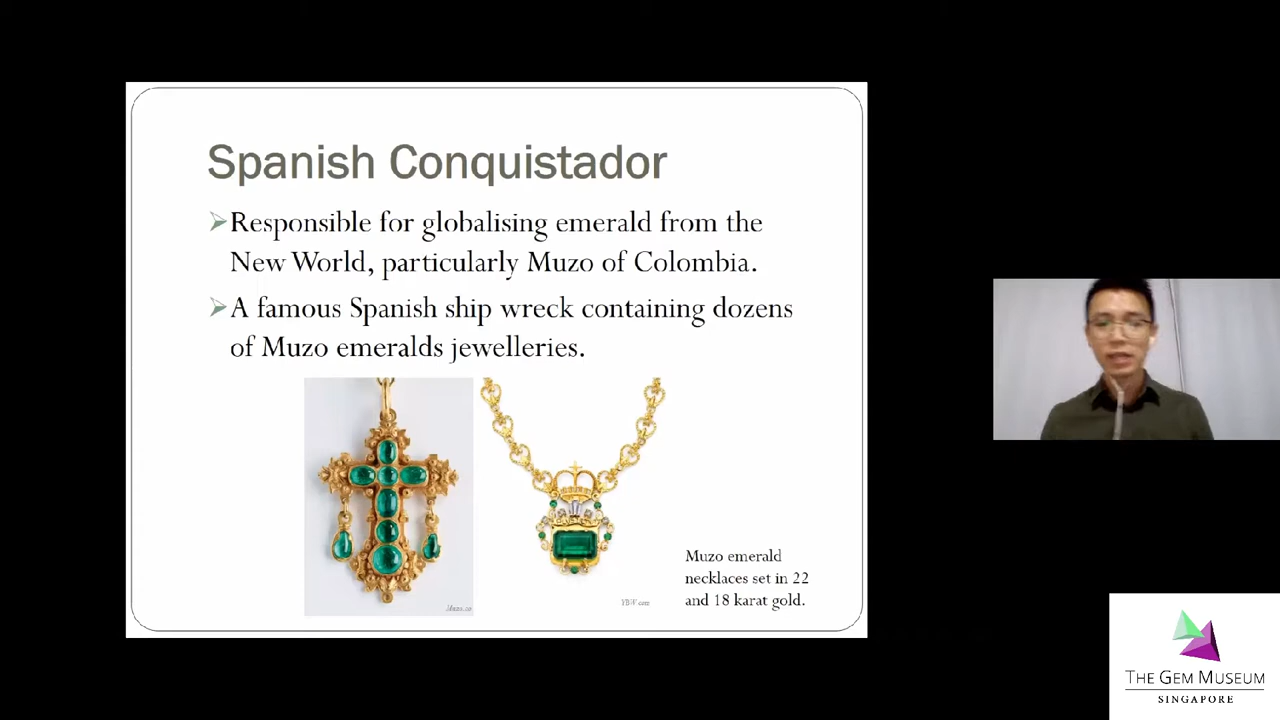 Spanish Conquistador
Responsible for globalising emerald from the
New World, particularly Muzo of Colombia.
A famous Spanish ship wreck containing dozens
of Muzo emeralds jewelleries.
Muzo emerald
necklaces set in 22
and 18 karat gold.
THE GEM MUSEUM
SINGAPORE